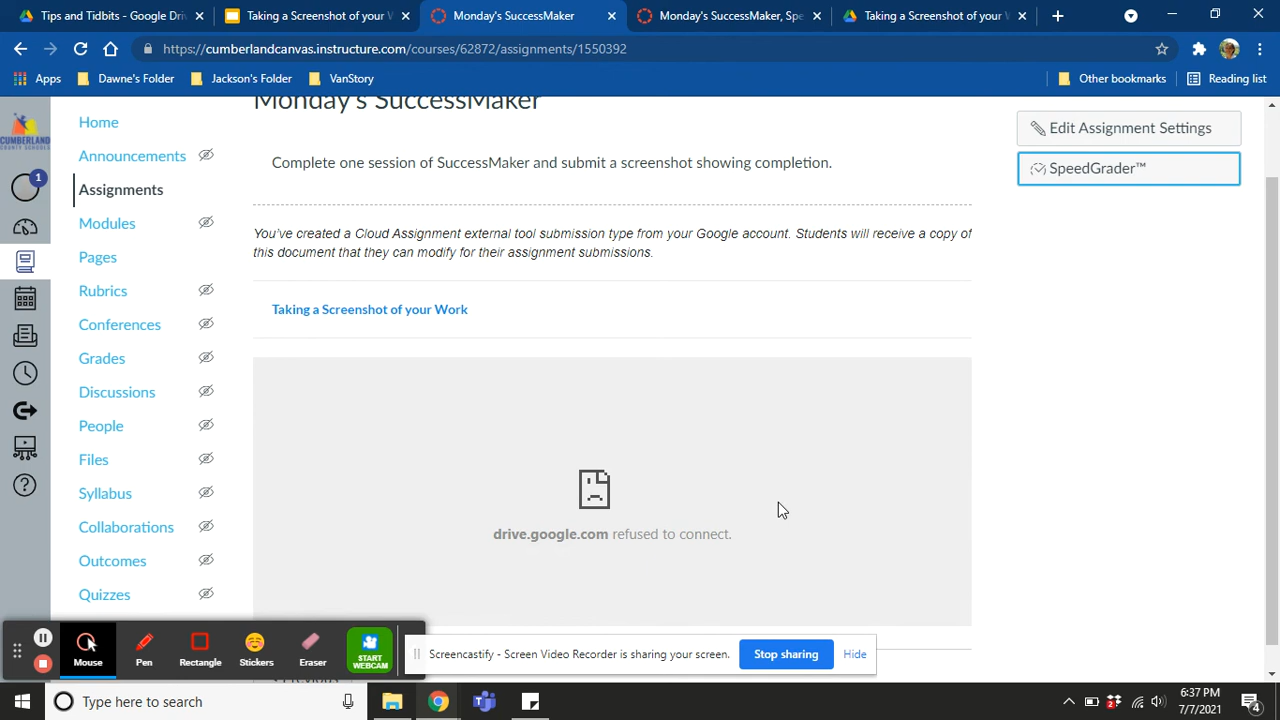 Tips and Tidbits - Google Driv
Taking a Screenshot of your W
Monday's SuccessMaker
Monday's SuccessMaker, Spe
Taking a Screenshot of your W
https://cumberlandcanvas.instructure.com/courses/62872/assignments/1550392
Apps
Dawne's Folder
Jackson's Folder
VanStory
Other bookmarks
Reading list
CUMBERLAND
COUNTY SCHOOLS
1
Home
Announcements
Assignments
Modules
Pages
Rubrics
Conferences
Grades
Discussions
People
Files
Syllabus
Collaborations
Outcomes
Quizzes
Monday's SuccessMaker
Complete one session of SuccessMaker and submit a screenshot showing completion.
You've created a Cloud Assignment external tool submission type from your Google account. Students will receive a copy of
this document that they can modify for their assignment submissions.
Taking a Screenshot of your Work
drive.google.com refused to connect.
Edit Assignment Settings
SpeedGrader™
Mouse
Pen
Rectangle
Stickers
Eraser
START
WEBCAM
Screencastify - Screen Video Recorder is sharing your screen.
Stop sharing
Hide
Type here to search
6:37 PM
7/7/2021
4